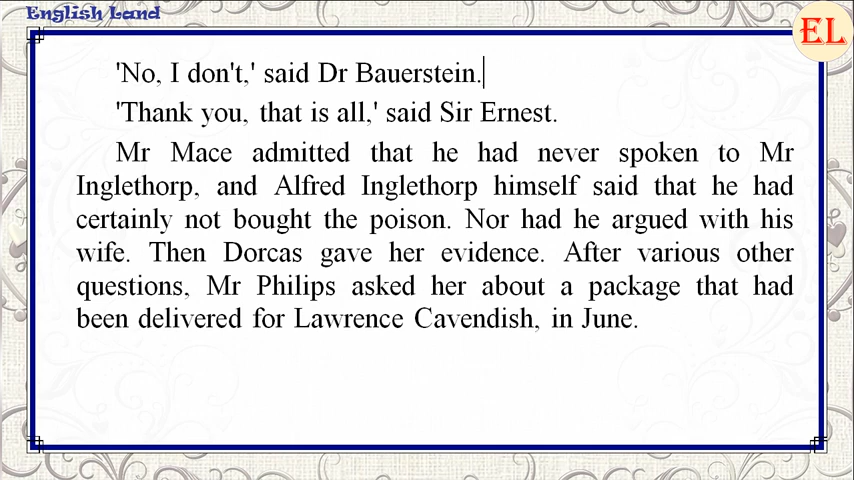 English Land
EL
'No, I don't,' said Dr Bauerstein.
'Thank you, that is all,' said Sir Ernest.
Mr Mace admitted that he had never spoken to Mr
Inglethorp, and Alfred Inglethorp himself said that he had
certainly not bought the poison. Nor had he argued with his
wife. Then Dorcas gave her evidence. After various other
questions, Mr Philips asked her about a package that had
been delivered for Lawrence Cavendish, in June.